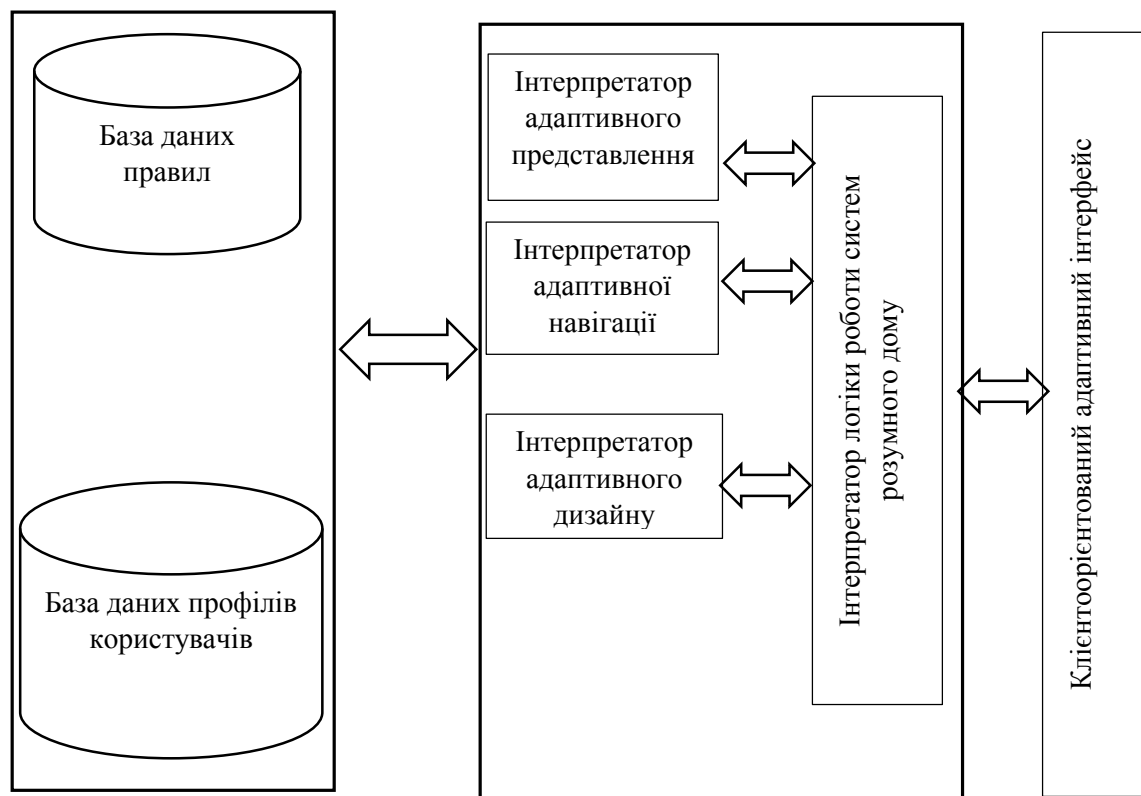 База даних
правил
База даних профілів
користувачів
Інтерпретатор
адаптивного
представлення
Інтерпретатор
адаптивної
навігації
Інтерпретатор
адаптивного
дизайну
Інтерпретатор логіки роботи систем
розумного дому
Клієнтоорієнтований адаптивний інтерфейс